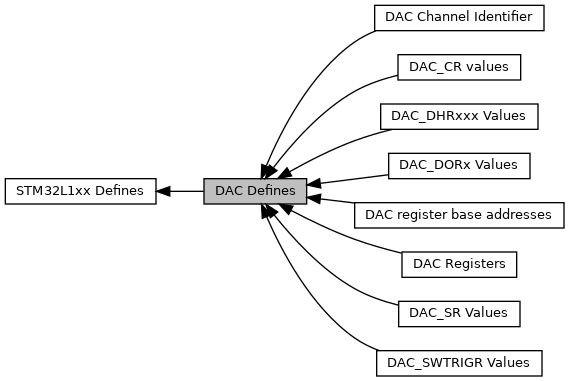 DAC Channel Identifier
DAC_CR values
DAC_DHRxxx Values
DAC_DORx Values
STM32L1xx Defines
DAC Defines
DAC register base addresses
DAC Registers
DAC_SR Values
DAC_SWTRIGR Values